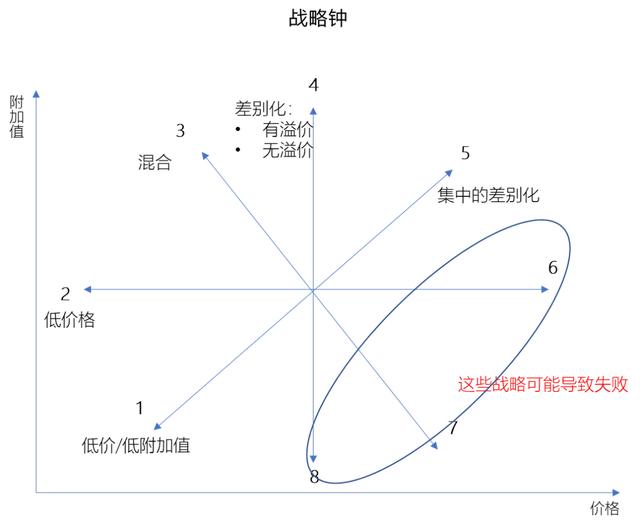 战略钟
附加值
4
差别化：
• 有溢价
• 无溢价
3
混合
5
集中的差别化
6
2
低价格
这些战略可能导致失败
1
低价/低附加值
7
8
价格